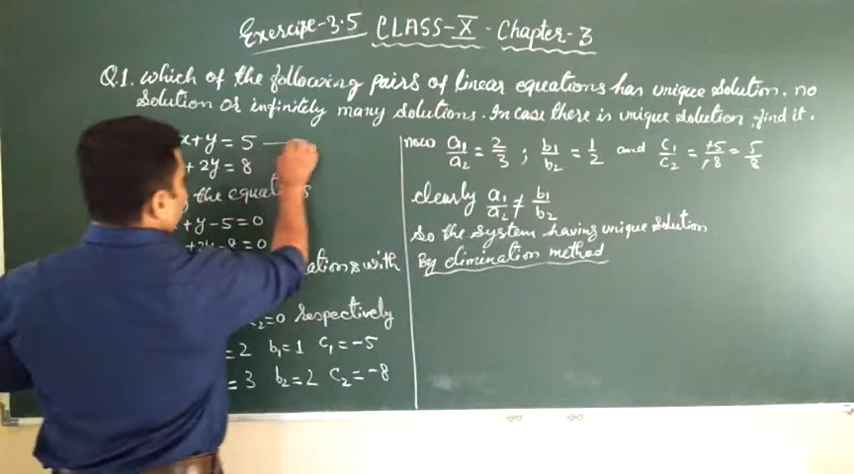 Exercise-3.5 CLASS-X . Chapter-3
Q.1. which of the following pairs of linear equations has unique solution, no
solution or infinitely many solutions. In case there is unique solution, find it.
x+y=5 —
+2y=8
the equations
+y-5=0
+2y-8=0
with
=0 respectively
=2 b₁=1 c₁=-5
=3 b₂=2 c₂=-8
now a₁/a₂ = 2/3 ; b₁/b₂ = 1/2 and c₁/c₂ = -5/-8 = 5/8
clearly a₁/a₂ ≠ b₁/b₂
so the system having unique solution
By elimination method